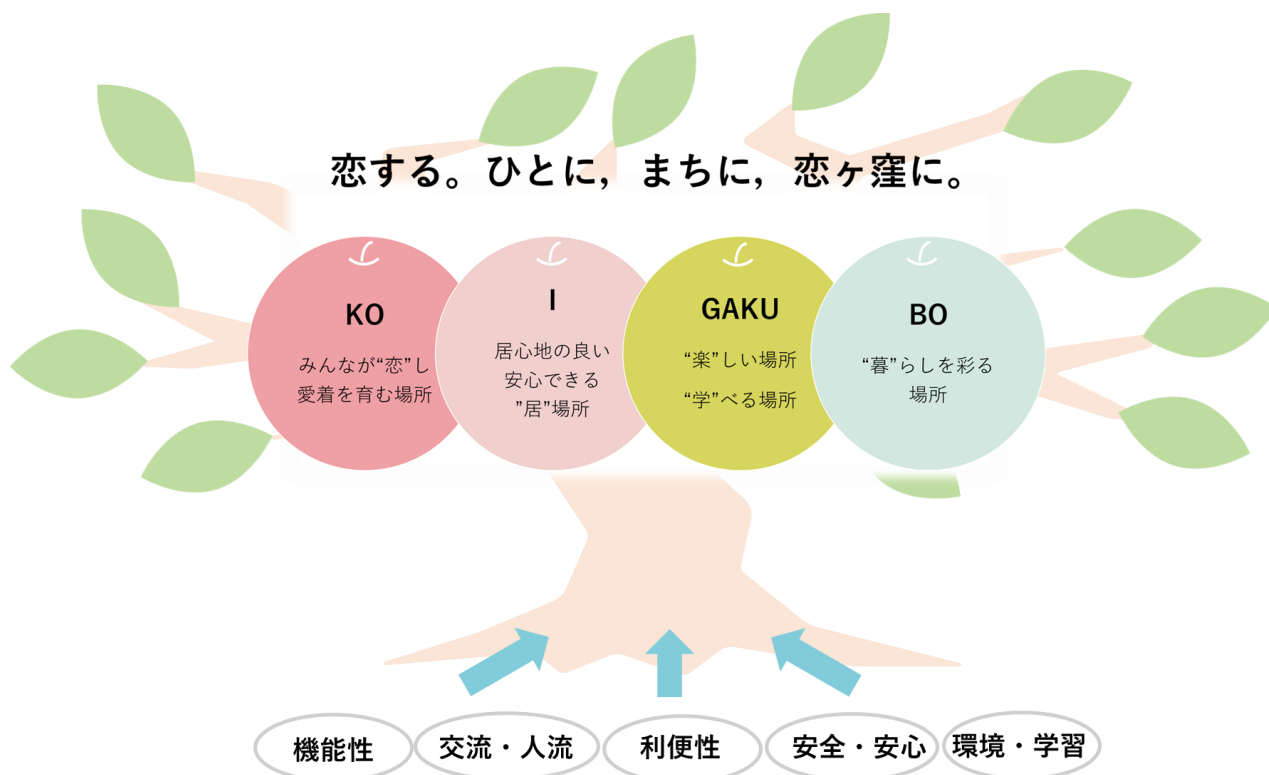 恋する。ひとに，まちに，恋ヶ窪に。
KO
みんなが“恋”し
愛着を育む場所
I
居心地の良い
安心できる
”居”場所
GAKU
“楽”しい場所
“学”べる場所
BO
“暮”らしを彩る
場所
機能性
交流・人流
利便性
安全・安心
環境・学習